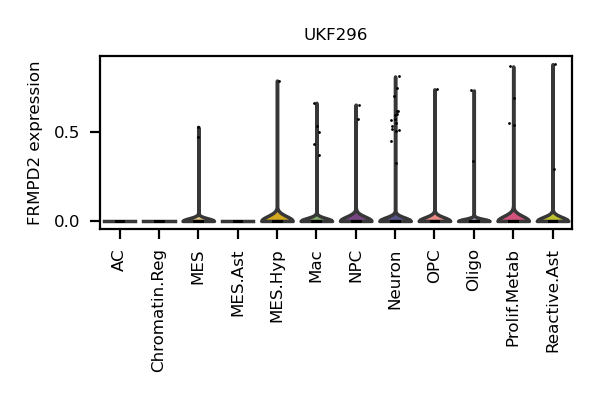 UKF296
FRMPD2 expression
0.5
0.0
AC
Chromatin.Reg
MES
MES.Ast
MES.Hyp
Mac
NPC
Neuron
OPC
Oligo
Prolif.Metab
Reactive.Ast